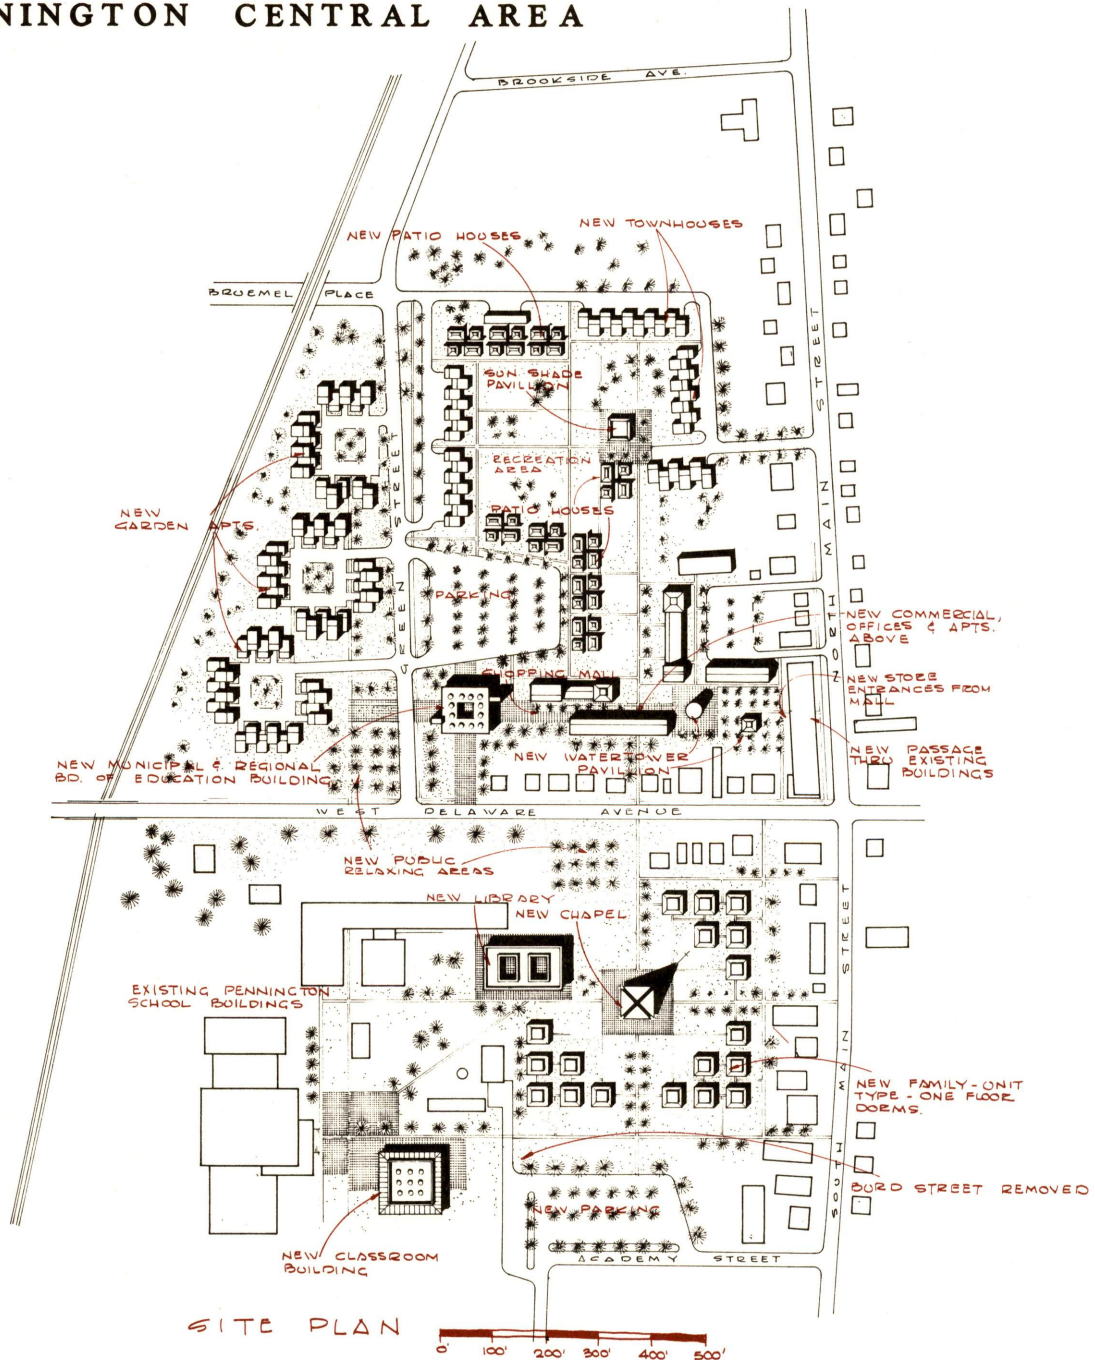 NINGTON CENTRAL AREA
BROOKSIDE AVE.
NEW PATIO HOUSES
NEW TOWNHOUSES
BRUEMEL PLACE
STREET
SUN SHADE
PAVILLION
RECREATION
AREA
PATIO HOUSES
NEW
GARDEN APTS.
STREET
GREEN
PARKING
NORTH MAIN
NEW COMMERCIAL,
OFFICES & APTS.
ABOVE
SHOPPING MALL
NEW STORE
ENTRANCES FROM
MALL
NEW WATERTOWER
PAVILLION
NEW PASSAGE
THRU EXISTING
BUILDINGS
NEW MUNICIPAL & REGIONAL
BD. OF EDUCATION BUILDING
WEST DELAWARE AVENUE
NEW PUBLIC
RELAXING AREAS
NEW LIBRARY
NEW CHAPEL
EXISTING PENNINGTON
SCHOOL BUILDINGS
SOUTH MAIN STREET
NEW FAMILY-UNIT
TYPE - ONE FLOOR
DORMS.
BURD STREET REMOVED
NEW PARKING
NEW CLASSROOM
BUILDING
ACADEMY STREET
SITE PLAN
0' 100' 200' 300' 400' 500'